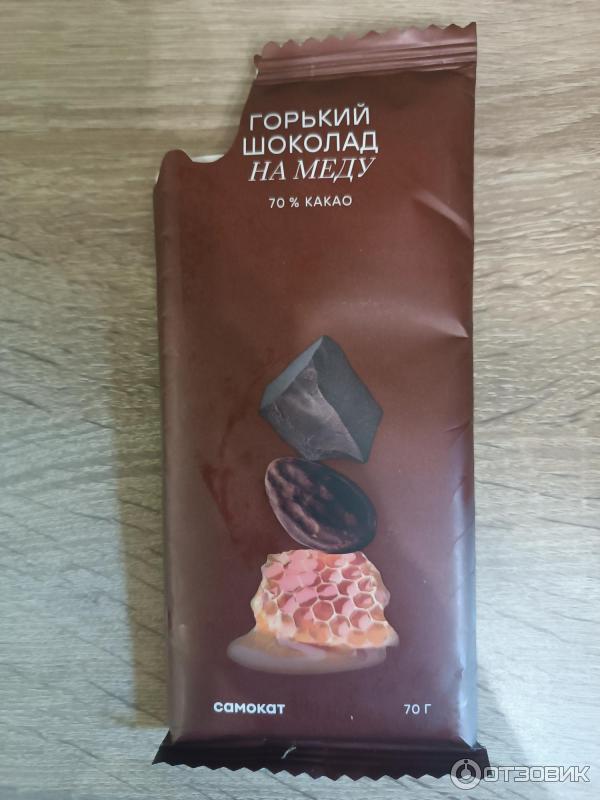 ГОРЬКИЙ
ШОКОЛАД
НА МЕДУ
70 % КАКАО
самокат
70 Г
ОТЗОВИК